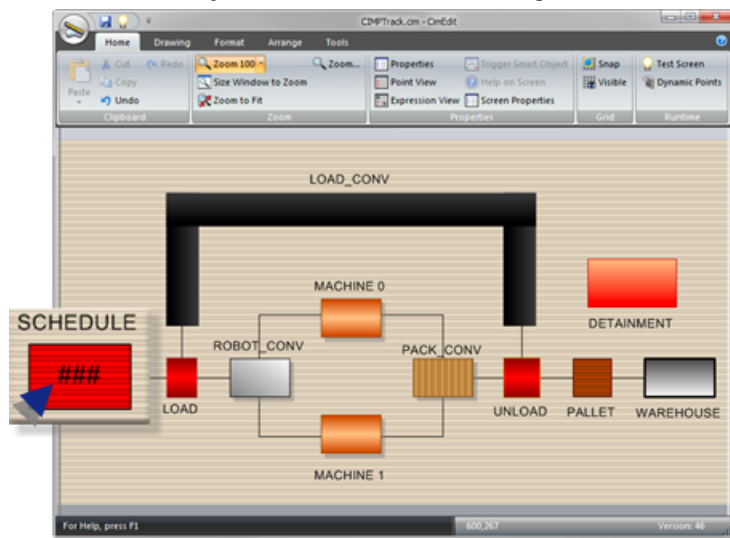 CIMPTrack.cim - CimEdit
Home Drawing Format Arrange Tools
Cut Redo Zoom 100 Zoom... Properties Trigger Smart Object Snap Test Screen
Paste Copy Size Window to Zoom Point View Help on Screen Visible Dynamic Points
Undo Zoom to Fit Expression View Screen Properties
Clipboard Zoom Properties Grid Runtime
LOAD_CONV
MACHINE 0
SCHEDULE
DETAINMENT
ROBOT_CONV PACK_CONV
###
LOAD UNLOAD PALLET WAREHOUSE
MACHINE 1
For Help, press F1 600,267 Version: 46